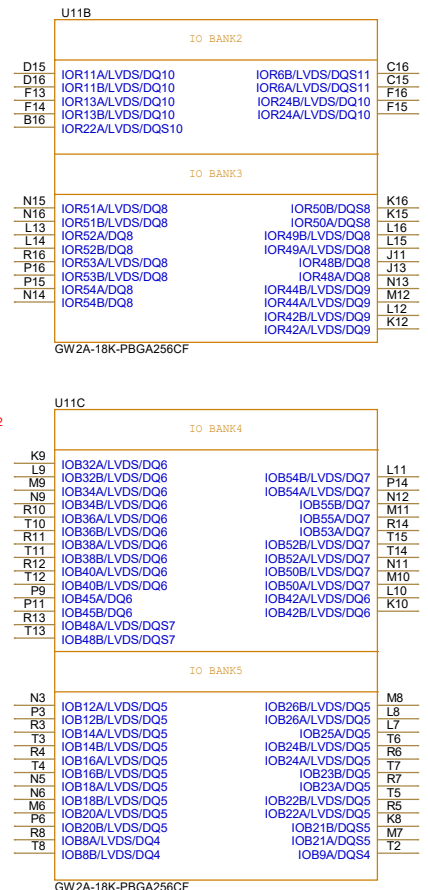 U11B
IO BANK2
D15 IOR11A/LVDS/DQ10 IOR6B/LVDS/DQS11 C16
D16 IOR11B/LVDS/DQ10 IOR6A/LVDS/DQS11 C15
F13 IOR13A/LVDS/DQ10 IOR24B/LVDS/DQ10 F16
F14 IOR13B/LVDS/DQ10 IOR24A/LVDS/DQ10 F15
B16 IOR22A/LVDS/DQS10
IO BANK3
N15 IOR51A/LVDS/DQ8 IOR50B/DQS8 K16
N16 IOR51B/LVDS/DQ8 IOR50A/DQS8 K15
L13 IOR52A/DQ8 IOR49B/LVDS/DQ8 L16
L14 IOR52B/DQ8 IOR49A/LVDS/DQ8 L15
R16 IOR53A/LVDS/DQ8 IOR48B/DQ8 J11
P16 IOR53B/LVDS/DQ8 IOR48A/DQ8 J13
P15 IOR54A/DQ8 IOR44B/LVDS/DQ9 N13
N14 IOR54B/DQ8 IOR44A/LVDS/DQ9 M12
IOR42B/LVDS/DQ9 L12
IOR42A/LVDS/DQ9 K12
GW2A-18K-PBGA256CF
2
U11C
IO BANK4
K9 IOB32A/LVDS/DQ6
L9 IOB32B/LVDS/DQ6 IOB54B/LVDS/DQ7 L11
M9 IOB34A/LVDS/DQ6 IOB54A/LVDS/DQ7 P14
N9 IOB34B/LVDS/DQ6 IOB55B/DQ7 N12
R10 IOB36A/LVDS/DQ6 IOB55A/DQ7 M11
T10 IOB36B/LVDS/DQ6 IOB53A/DQ7 R14
R11 IOB38A/LVDS/DQ6 IOB52B/LVDS/DQ7 T15
T11 IOB38B/LVDS/DQ6 IOB52A/LVDS/DQ7 T14
R12 IOB40A/LVDS/DQ6 IOB50B/LVDS/DQ7 N11
T12 IOB40B/LVDS/DQ6 IOB50A/LVDS/DQ7 M10
P9 IOB45A/DQ6 IOB42A/LVDS/DQ6 L10
P11 IOB45B/DQ6 IOB42B/LVDS/DQ6 K10
R13 IOB48A/LVDS/DQS7
T13 IOB48B/LVDS/DQS7
IO BANK5
N3 IOB12A/LVDS/DQ5 IOB26B/LVDS/DQ5 M8
P3 IOB12B/LVDS/DQ5 IOB26A/LVDS/DQ5 L8
R3 IOB14A/LVDS/DQ5 IOB25A/DQ5 L7
T3 IOB14B/LVDS/DQ5 IOB24B/LVDS/DQ5 T6
R4 IOB16A/LVDS/DQ5 IOB24A/LVDS/DQ5 R6
T4 IOB16B/LVDS/DQ5 IOB23B/DQ5 T7
N5 IOB18A/LVDS/DQ5 IOB23A/DQ5 R7
N6 IOB18B/LVDS/DQ5 IOB22B/LVDS/DQ5 T5
M6 IOB20A/LVDS/DQ5 IOB22A/LVDS/DQ5 R5
P6 IOB20B/LVDS/DQ5 IOB21B/DQS5 K8
R8 IOB8A/LVDS/DQ4 IOB21A/DQS5 M7
T8 IOB8B/LVDS/DQ4 IOB9A/DQS4 T2
GW2A-18K-PBGA256CF